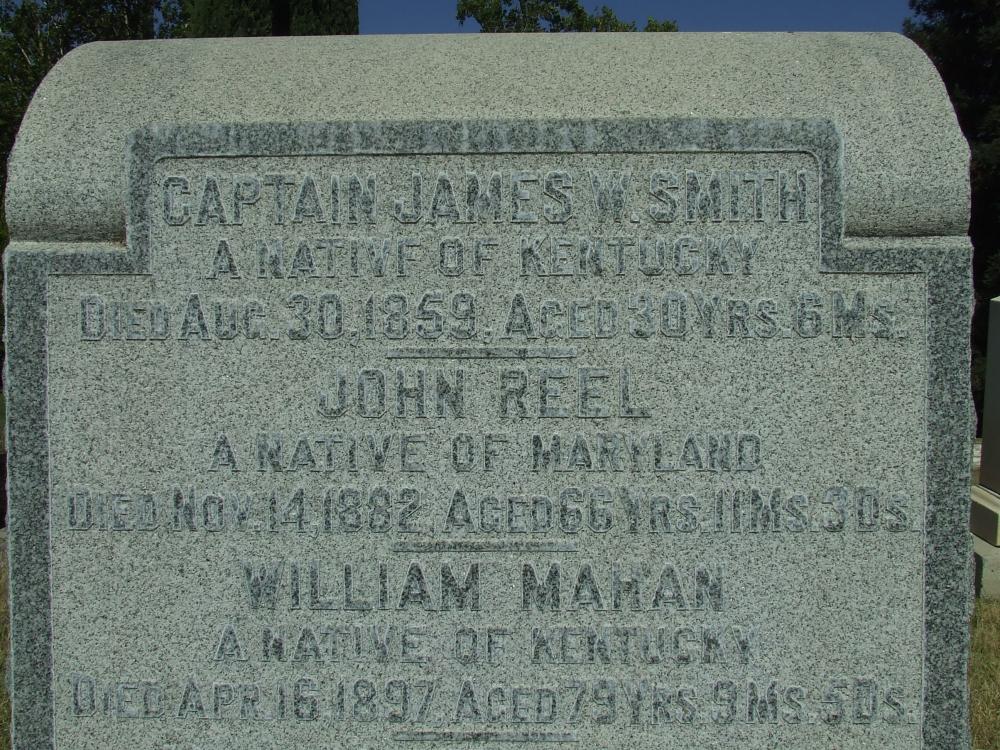 CAPTAIN JAMES W. SMITH
A NATIVE OF KENTUCKY
DIED AUG. 30, 1859, AGED 30 YRS. 6 MS.
JOHN REEL
A NATIVE OF MARYLAND
DIED NOV. 14, 1882, AGED 66 YRS. 11 MS. 3 DS.
WILLIAM MAHAN
A NATIVE OF KENTUCKY
DIED APR. 16, 1897, AGED 79 YRS. 9 MS. 5 DS.